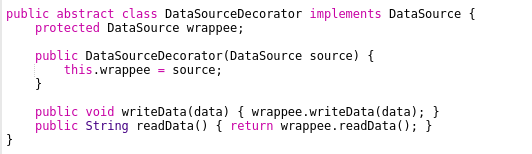 public abstract class DataSourceDecorator implements DataSource {
    protected DataSource wrappee;

    public DataSourceDecorator(DataSource source) {
        this.wrappee = source;
    }

    public void writeData(data) { wrappee.writeData(data); }
    public String readData() { return wrappee.readData(); }
}